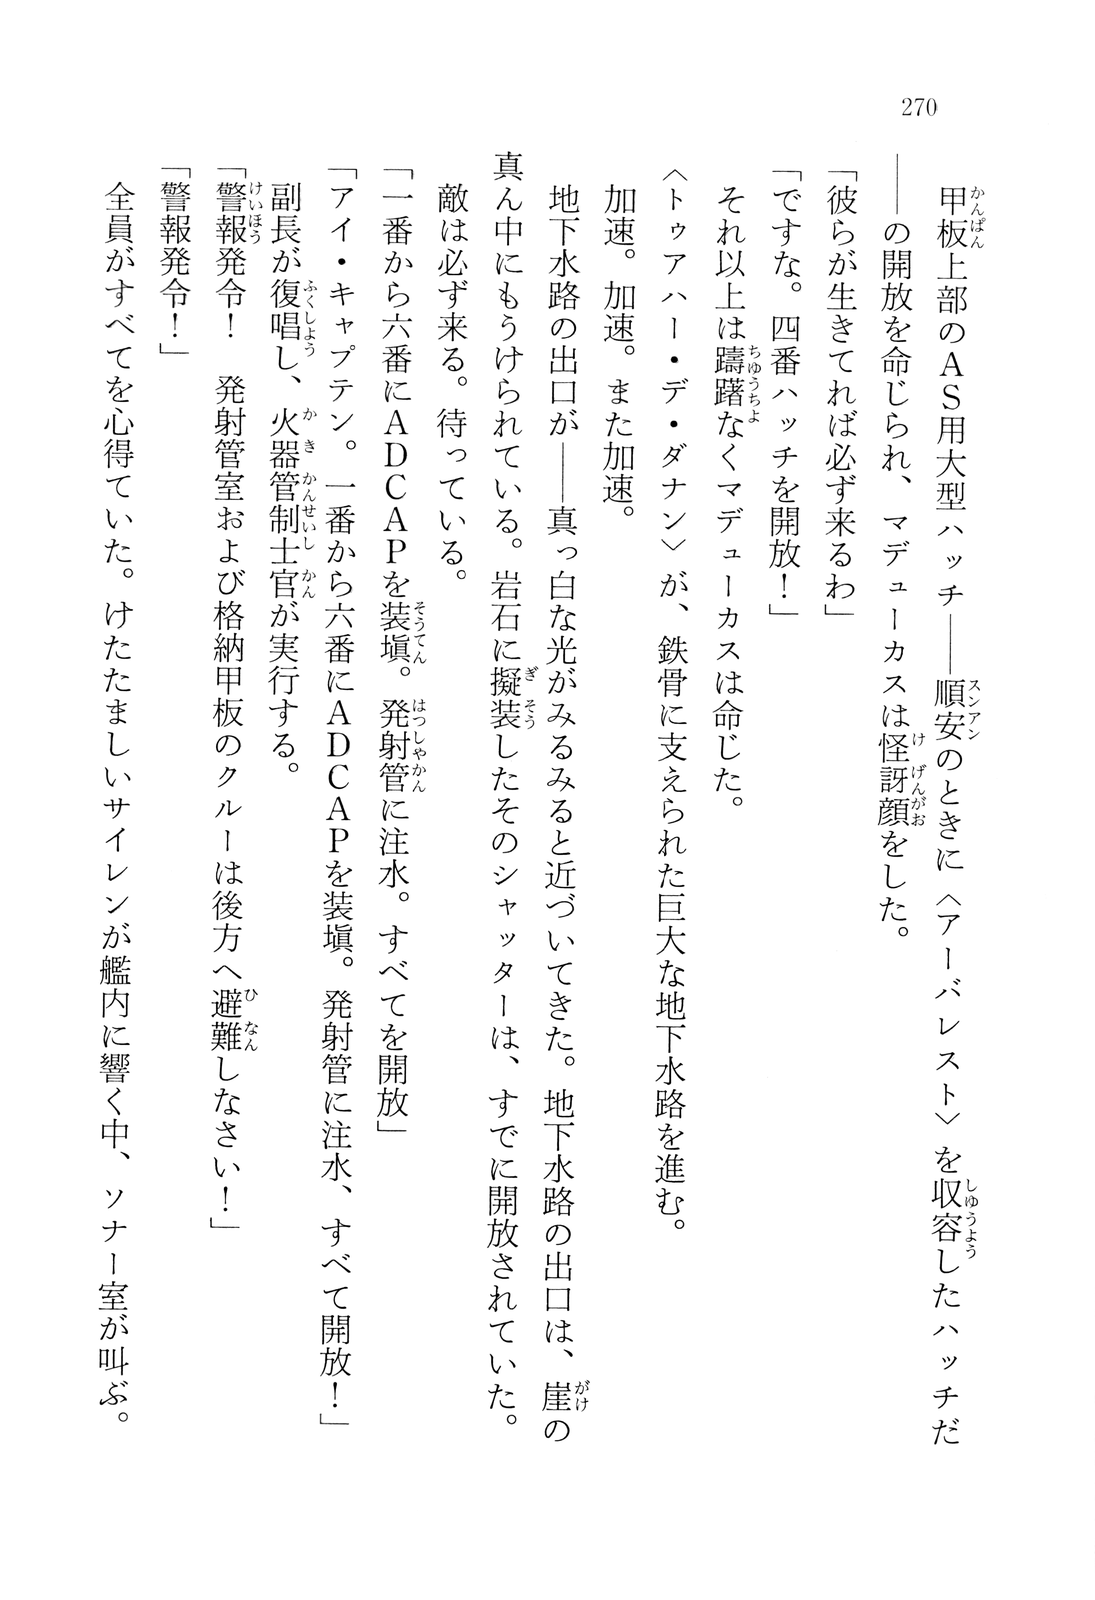 270
甲板上部のAS用大型ハッチ――順安のときに〈アーバレスト〉を収容したハッチだ
――の開放を命じられ、マデューカスは怪訝顔をした。
「彼らが生きてれば必ず来るわ」
「ですな。四番ハッチを開放！」
それ以上は躊躇なくマデューカスは命じた。
〈トゥアハー・デ・ダナン〉が、鉄骨に支えられた巨大な地下水路を進む。
加速。加速。また加速。
地下水路の出口が――真っ白な光がみるみると近づいてきた。地下水路の出口は、崖の
真ん中にもうけられている。岩石に擬装したそのシャッターは、すでに開放されていた。
敵は必ず来る。待っている。
「一番から六番にADCAPを装塡。発射管に注水。すべてを開放」
「アイ・キャプテン。一番から六番にADCAPを装塡。発射管に注水、すべて開放！」
副長が復唱し、火器管制士官が実行する。
「警報発令！　発射管室および格納甲板のクルーは後方へ避難しなさい！」
「警報発令！」
全員がすべてを心得ていた。けたたましいサイレンが艦内に響く中、ソナー室が叫ぶ。